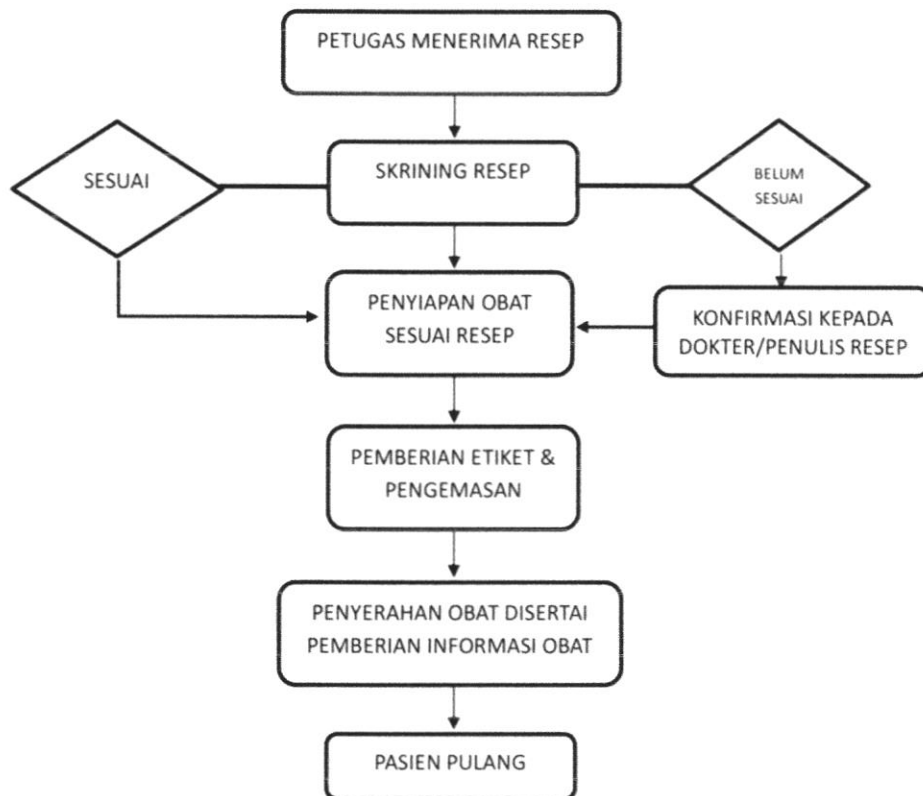 PETUGAS MENERIMA RESEP
SESUAI
SKRINING RESEP
BELUM
SESUAI
PENYIAPAN OBAT
SESUAI RESEP
KONFIRMASI KEPADA
DOKTER/PENULIS RESEP
PEMBERIAN ETIKET &
PENGEMASAN
PENYERAHAN OBAT DISERTAI
PEMBERIAN INFORMASI OBAT
PASIEN PULANG